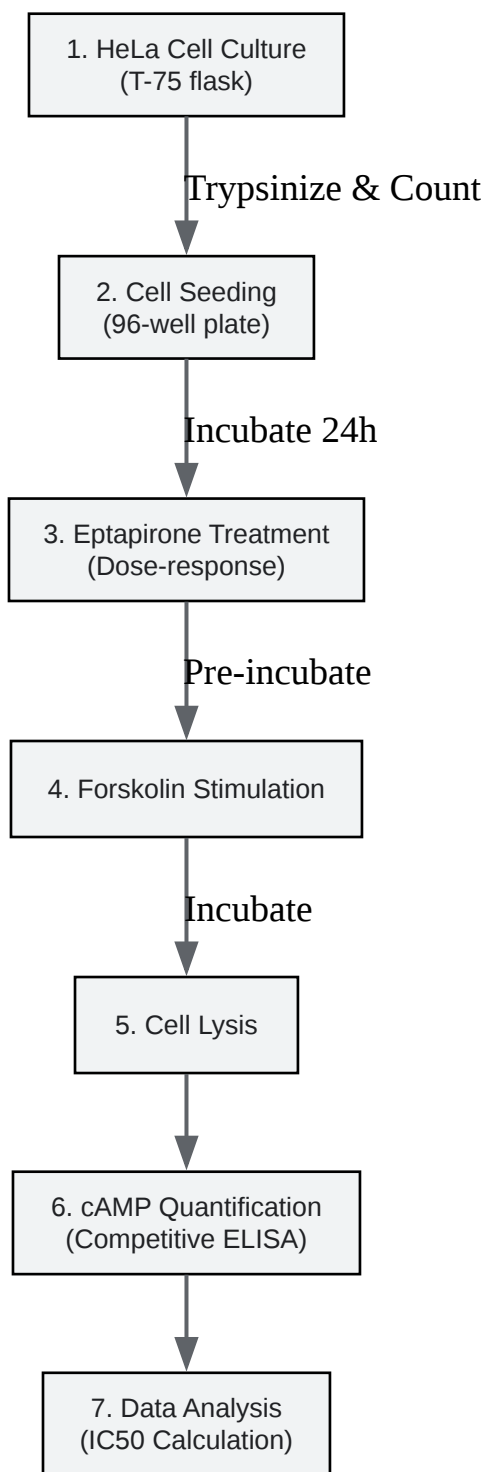 1. HeLa Cell Culture
(T-75 flask)
Trypsinize & Count
2. Cell Seeding
(96-well plate)
Incubate 24h
3. Eptapirone Treatment
(Dose-response)
Pre-incubate
4. Forskolin Stimulation
Incubate
5. Cell Lysis
6. cAMP Quantification
(Competitive ELISA)
7. Data Analysis
(IC50 Calculation)